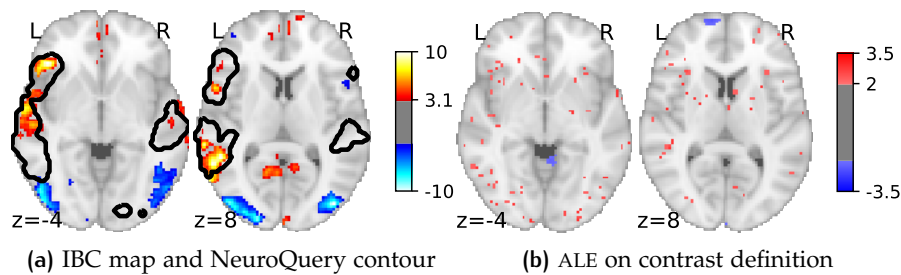 L R L R
10
3.1
-10
z=-4 z=8
3.5
2
-3.5
z=-4 z=8
(a) IBC map and NeuroQuery contour
(b) ALE on contrast definition